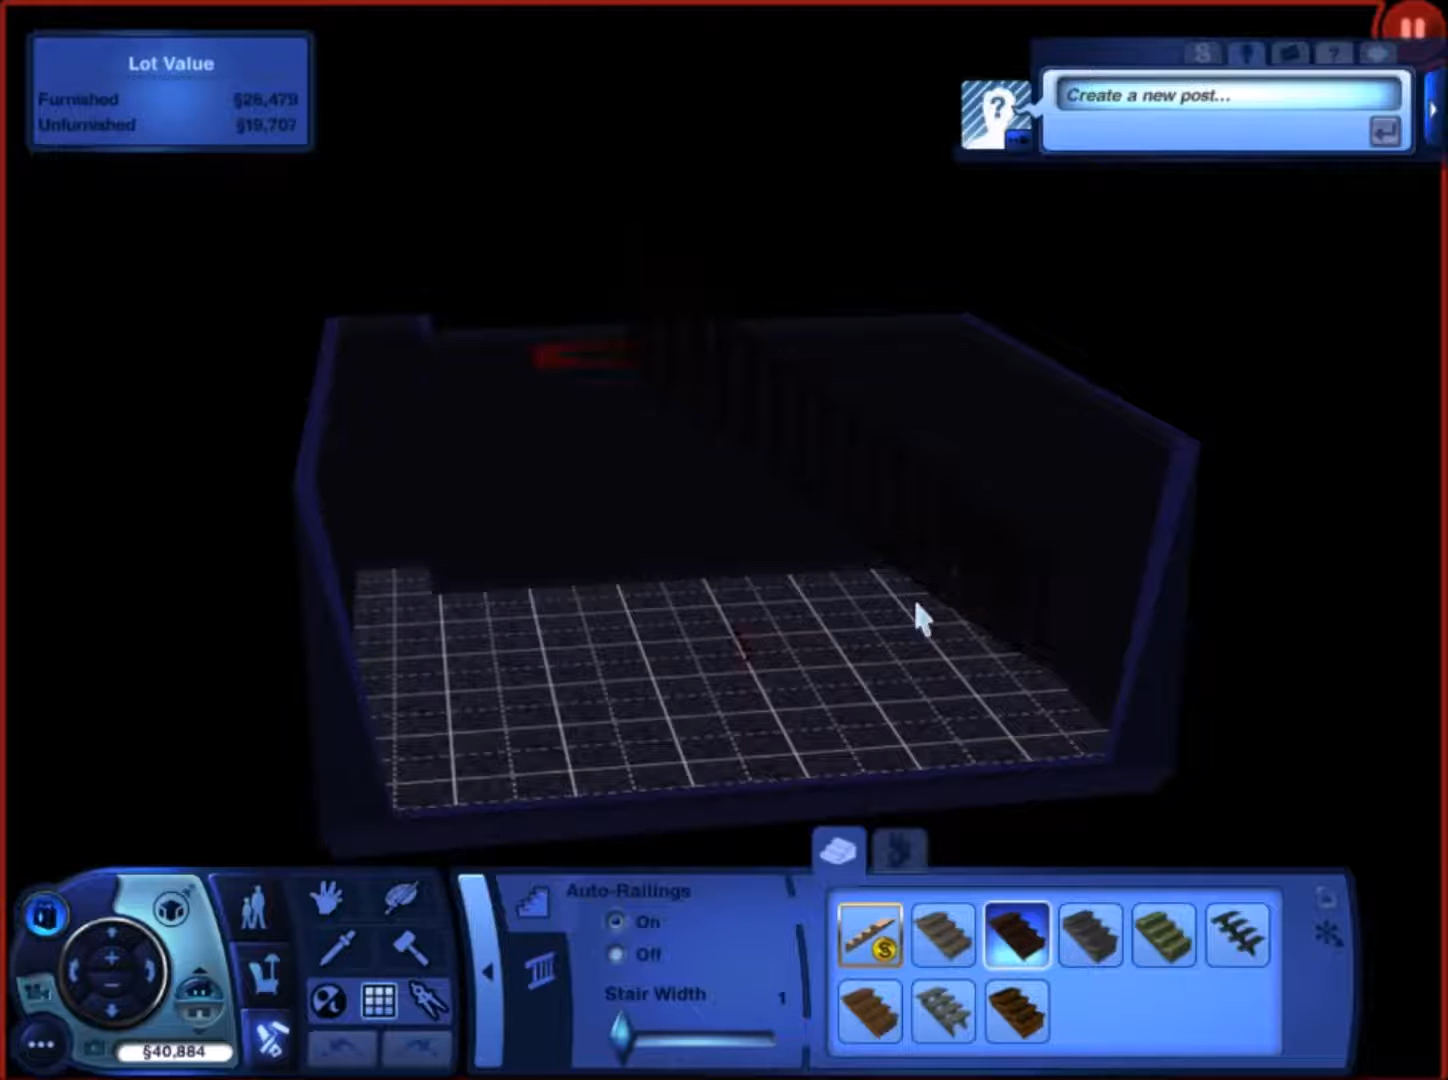 Lot Value
Furnished §26,479
Unfurnished §19,707
?
Create a new post...
Auto-Railings
On
Off
Stair Width 1
S
§40,884